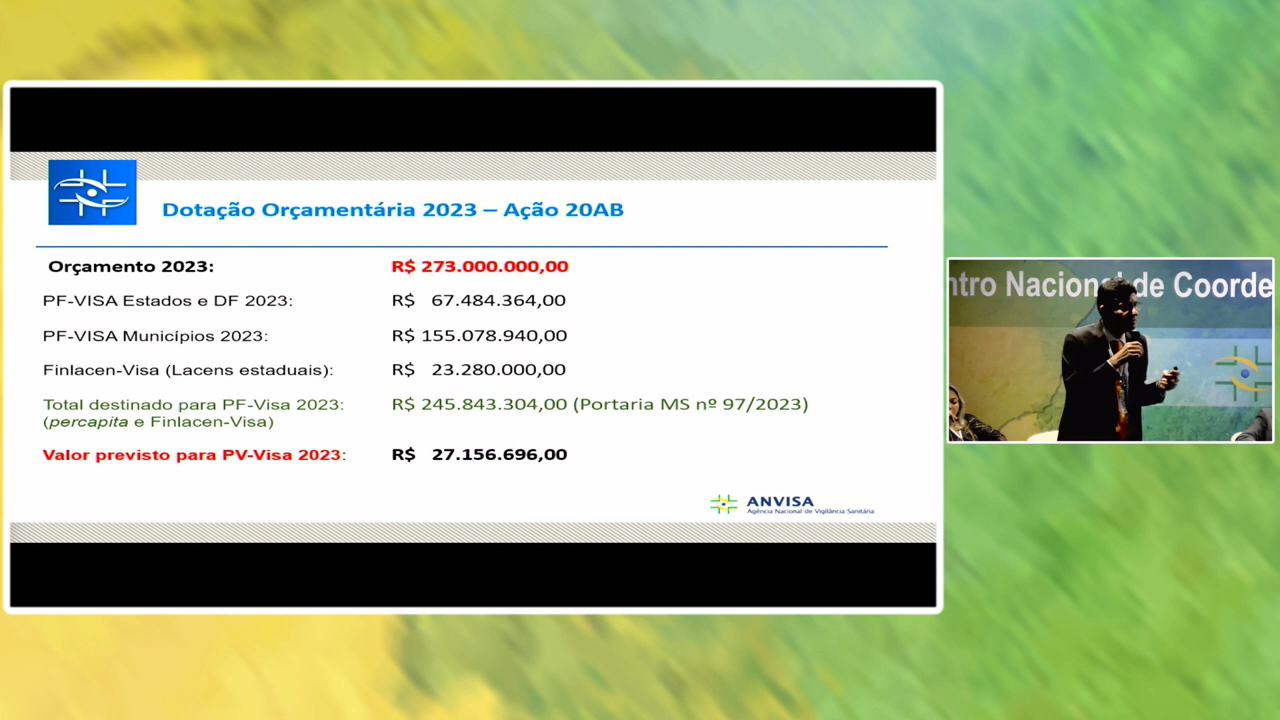 Dotação Orçamentária 2023 – Ação 20AB
Orçamento 2023: R$ 273.000.000,00
PF-VISA Estados e DF 2023: R$ 67.484.364,00
PF-VISA Municípios 2023: R$ 155.078.940,00
Finlacen-Visa (Lacens estaduais): R$ 23.280.000,00
Total destinado para PF-Visa 2023: R$ 245.843.304,00 (Portaria MS nº 97/2023)
(percapita e Finlacen-Visa)
Valor previsto para PV-Visa 2023: R$ 27.156.696,00
ANVISA
Agência Nacional de Vigilância Sanitária
ntro Nacional de Coorde